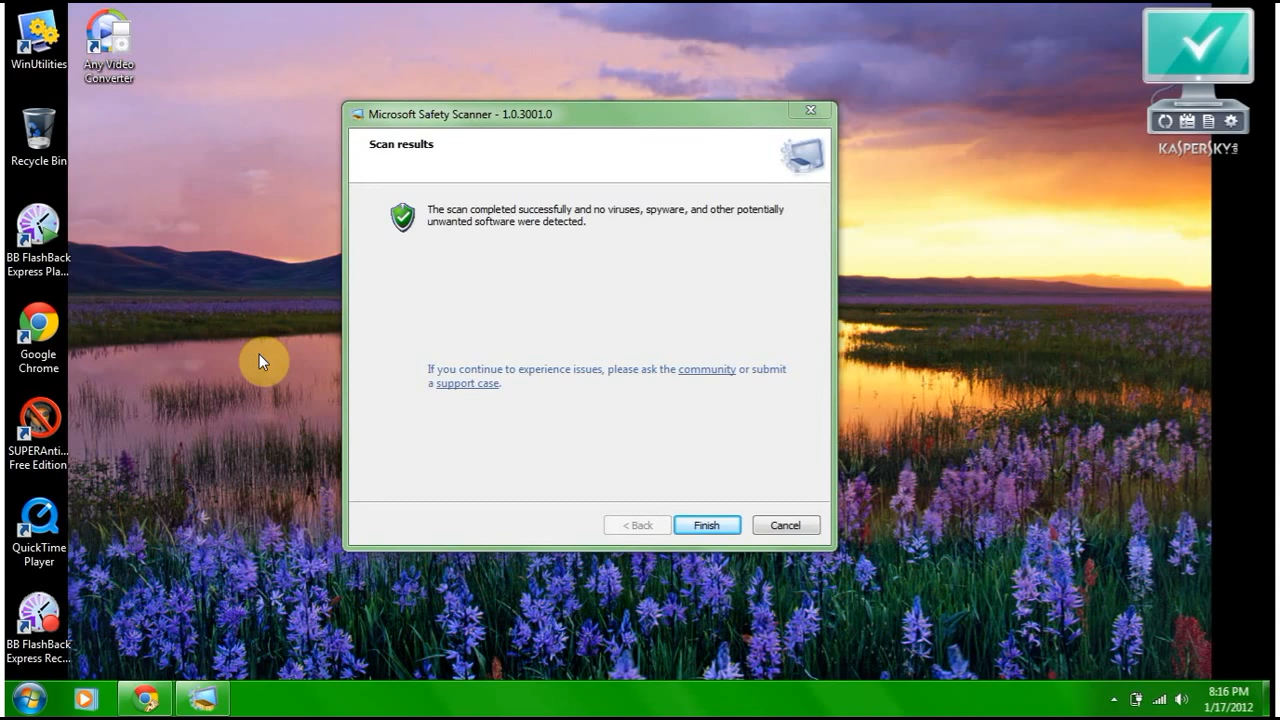 WinUtilities
Any Video
Converter
Recycle Bin
BB FlashBack
Express Pla...
Google
Chrome
SUPERAnti...
Free Edition
QuickTime
Player
BB FlashBack
Express Rec...
Microsoft Safety Scanner - 1.0.3001.0
Scan results
The scan completed successfully and no viruses, spyware, and other potentially
unwanted software were detected.
If you continue to experience issues, please ask the community or submit
a support case.
< Back
Finish
Cancel
KASPERSKY lab
8:16 PM
1/17/2012